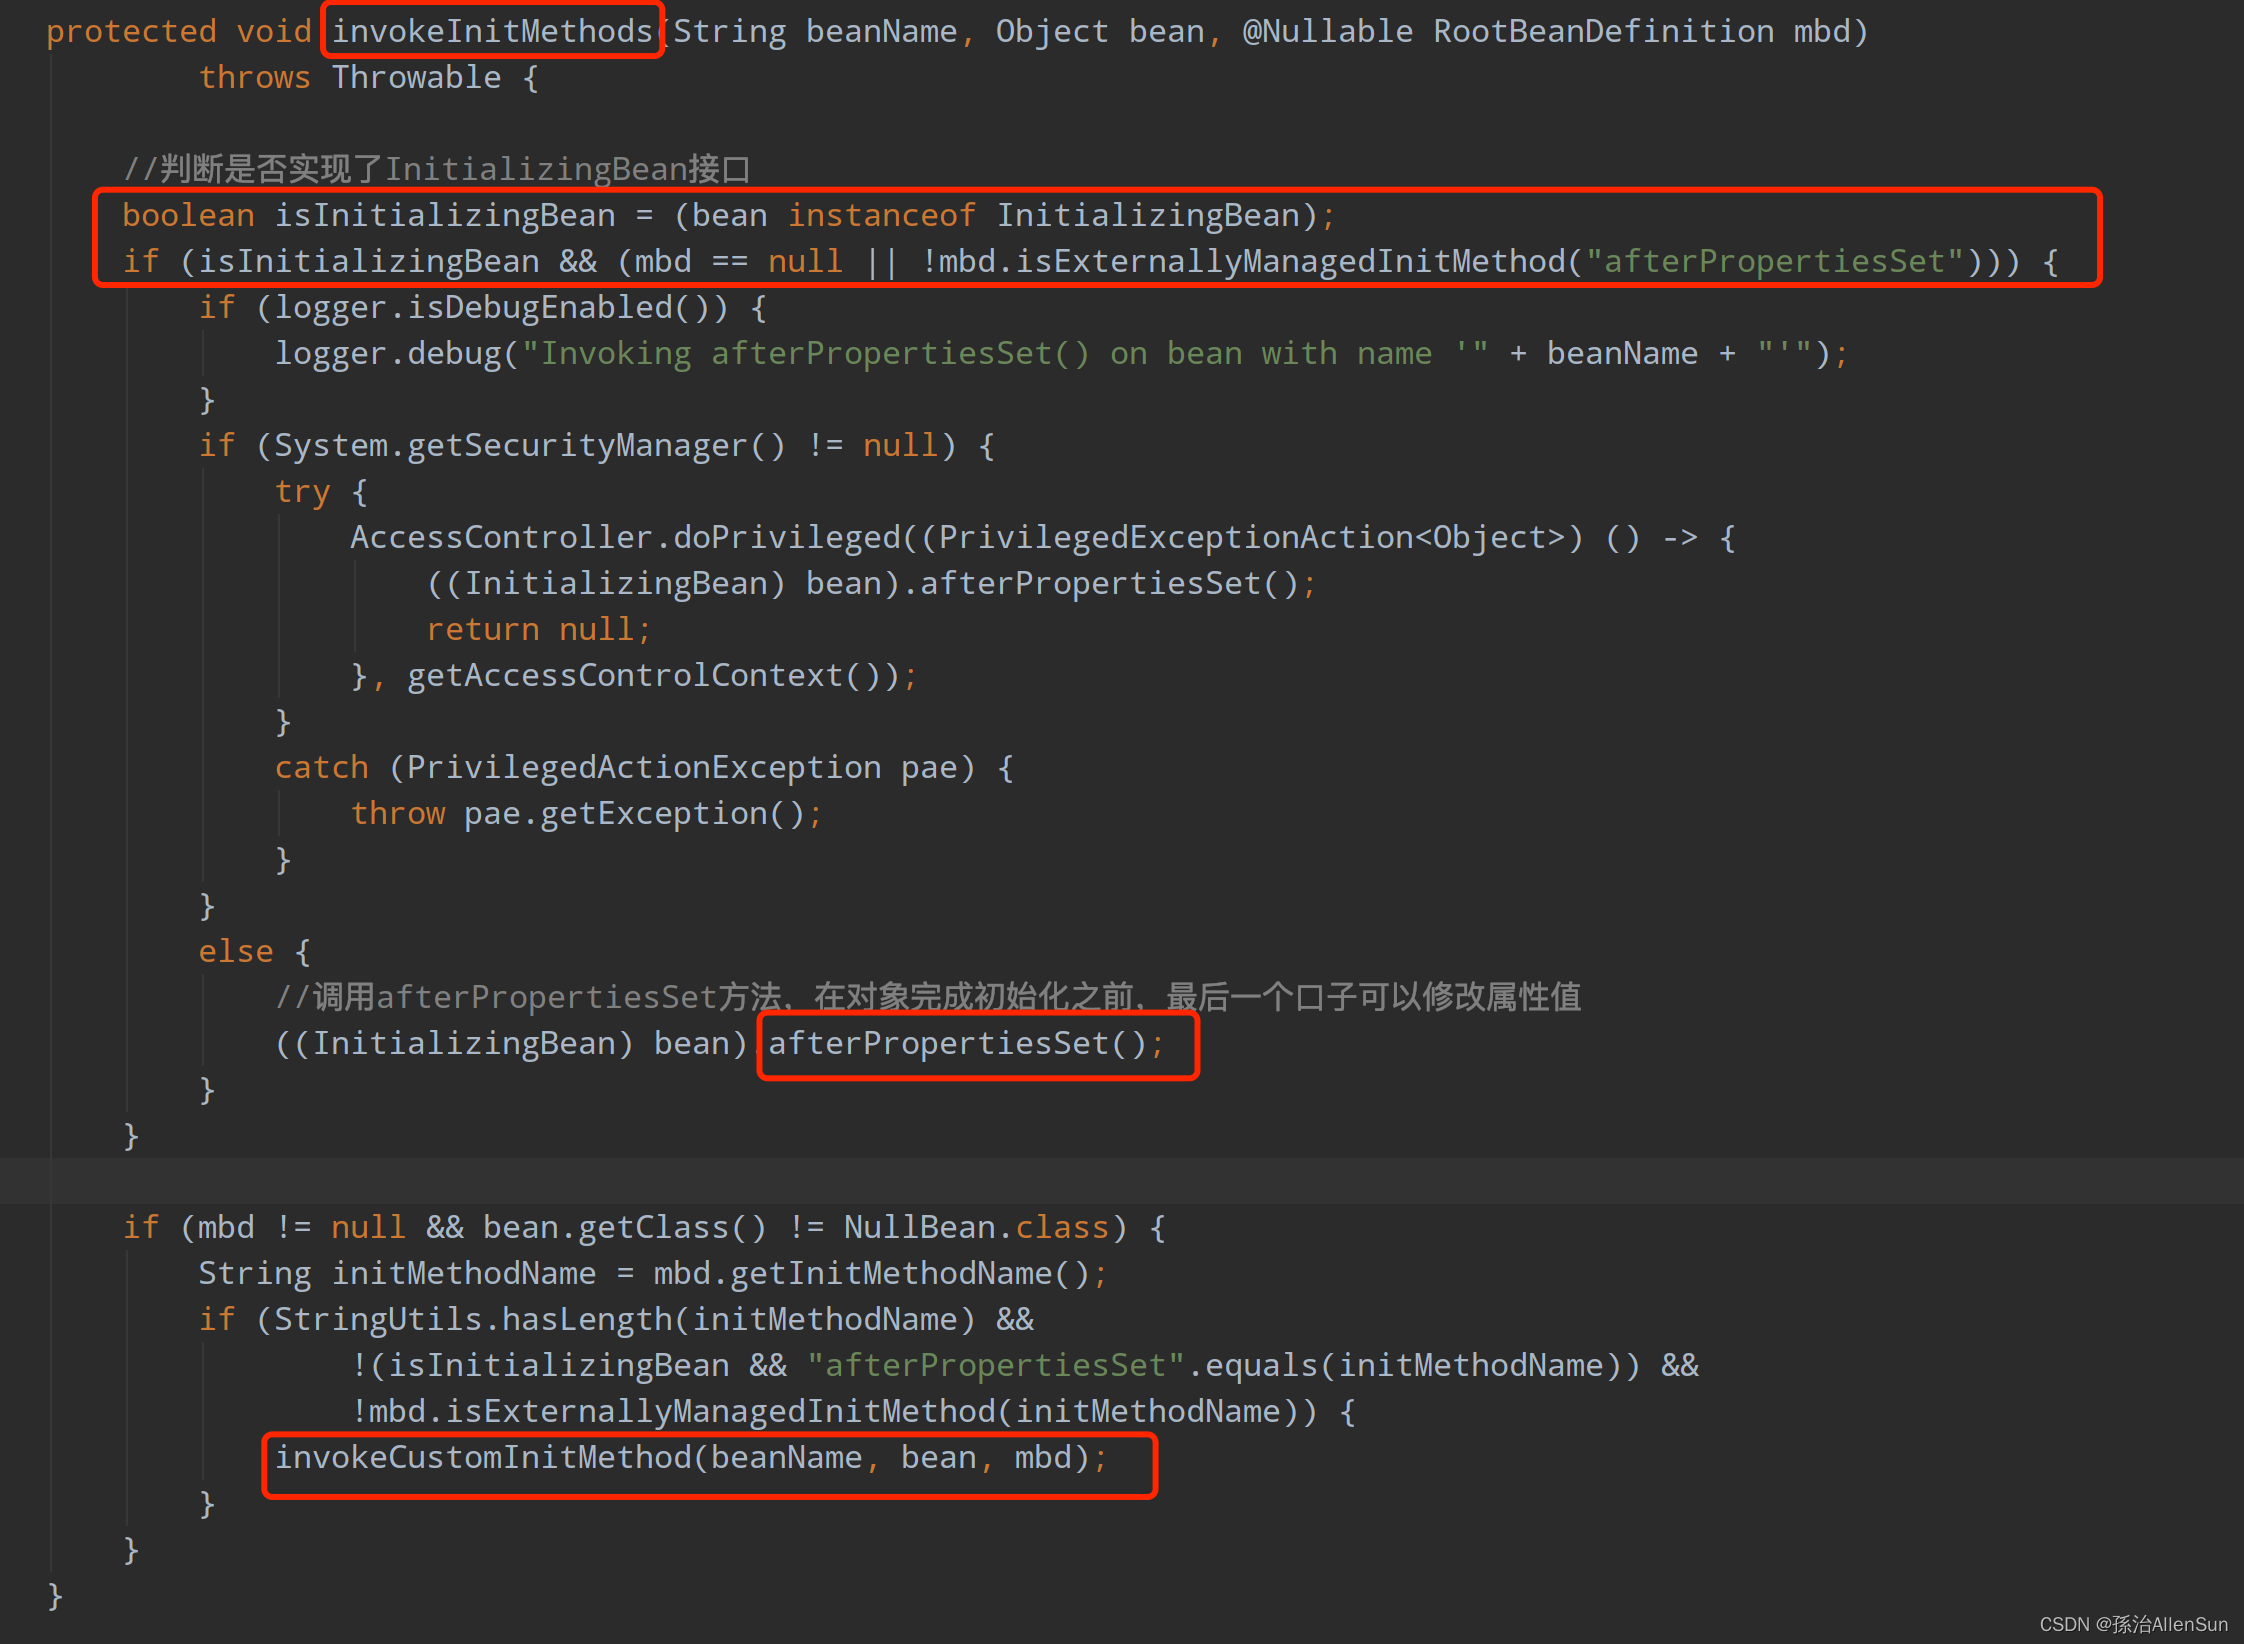 protected void invokeInitMethods(String beanName, Object bean, @Nullable RootBeanDefinition mbd)
        throws Throwable {

    //判断是否实现了InitializingBean接口
    boolean isInitializingBean = (bean instanceof InitializingBean);
    if (isInitializingBean && (mbd == null || !mbd.isExternallyManagedInitMethod("afterPropertiesSet"))) {
        if (logger.isDebugEnabled()) {
            logger.debug("Invoking afterPropertiesSet() on bean with name '" + beanName + "'");
        }
        if (System.getSecurityManager() != null) {
            try {
                AccessController.doPrivileged((PrivilegedExceptionAction<Object>) () -> {
                    ((InitializingBean) bean).afterPropertiesSet();
                    return null;
                }, getAccessControlContext());
            }
            catch (PrivilegedActionException pae) {
                throw pae.getException();
            }
        }
        else {
            //调用afterPropertiesSet方法，在对象完成初始化之前，最后一个口子可以修改属性值
            ((InitializingBean) bean).afterPropertiesSet();
        }
    }

    if (mbd != null && bean.getClass() != NullBean.class) {
        String initMethodName = mbd.getInitMethodName();
        if (StringUtils.hasLength(initMethodName) &&
                !(isInitializingBean && "afterPropertiesSet".equals(initMethodName)) &&
                !mbd.isExternallyManagedInitMethod(initMethodName)) {
            invokeCustomInitMethod(beanName, bean, mbd);
        }
    }
}
CSDN @孫治AllenSun